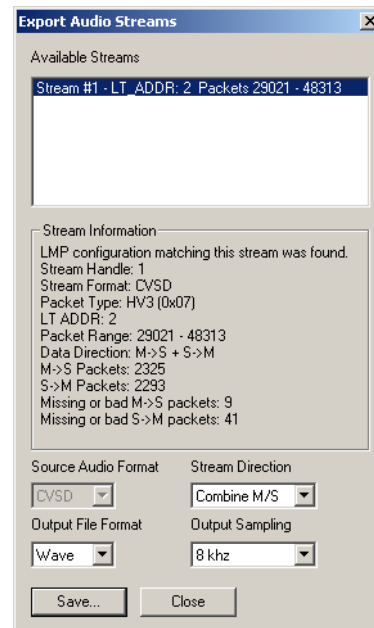 Export Audio Streams
Available Streams
Stream #1 - LT_ADDR: 2 Packets 29021 - 48313
Stream Information
LMP configuration matching this stream was found.
Stream Handle: 1
Stream Format: CVSD
Packet Type: HV3 (0x07)
LT ADDR: 2
Packet Range: 29021 - 48313
Data Direction: M->S + S->M
M->S Packets: 2325
S->M Packets: 2293
Missing or bad M->S packets: 9
Missing or bad S->M packets: 41
Source Audio Format Stream Direction
CVSD Combine M/S
Output File Format Output Sampling
Wave 8 khz
Save... Close